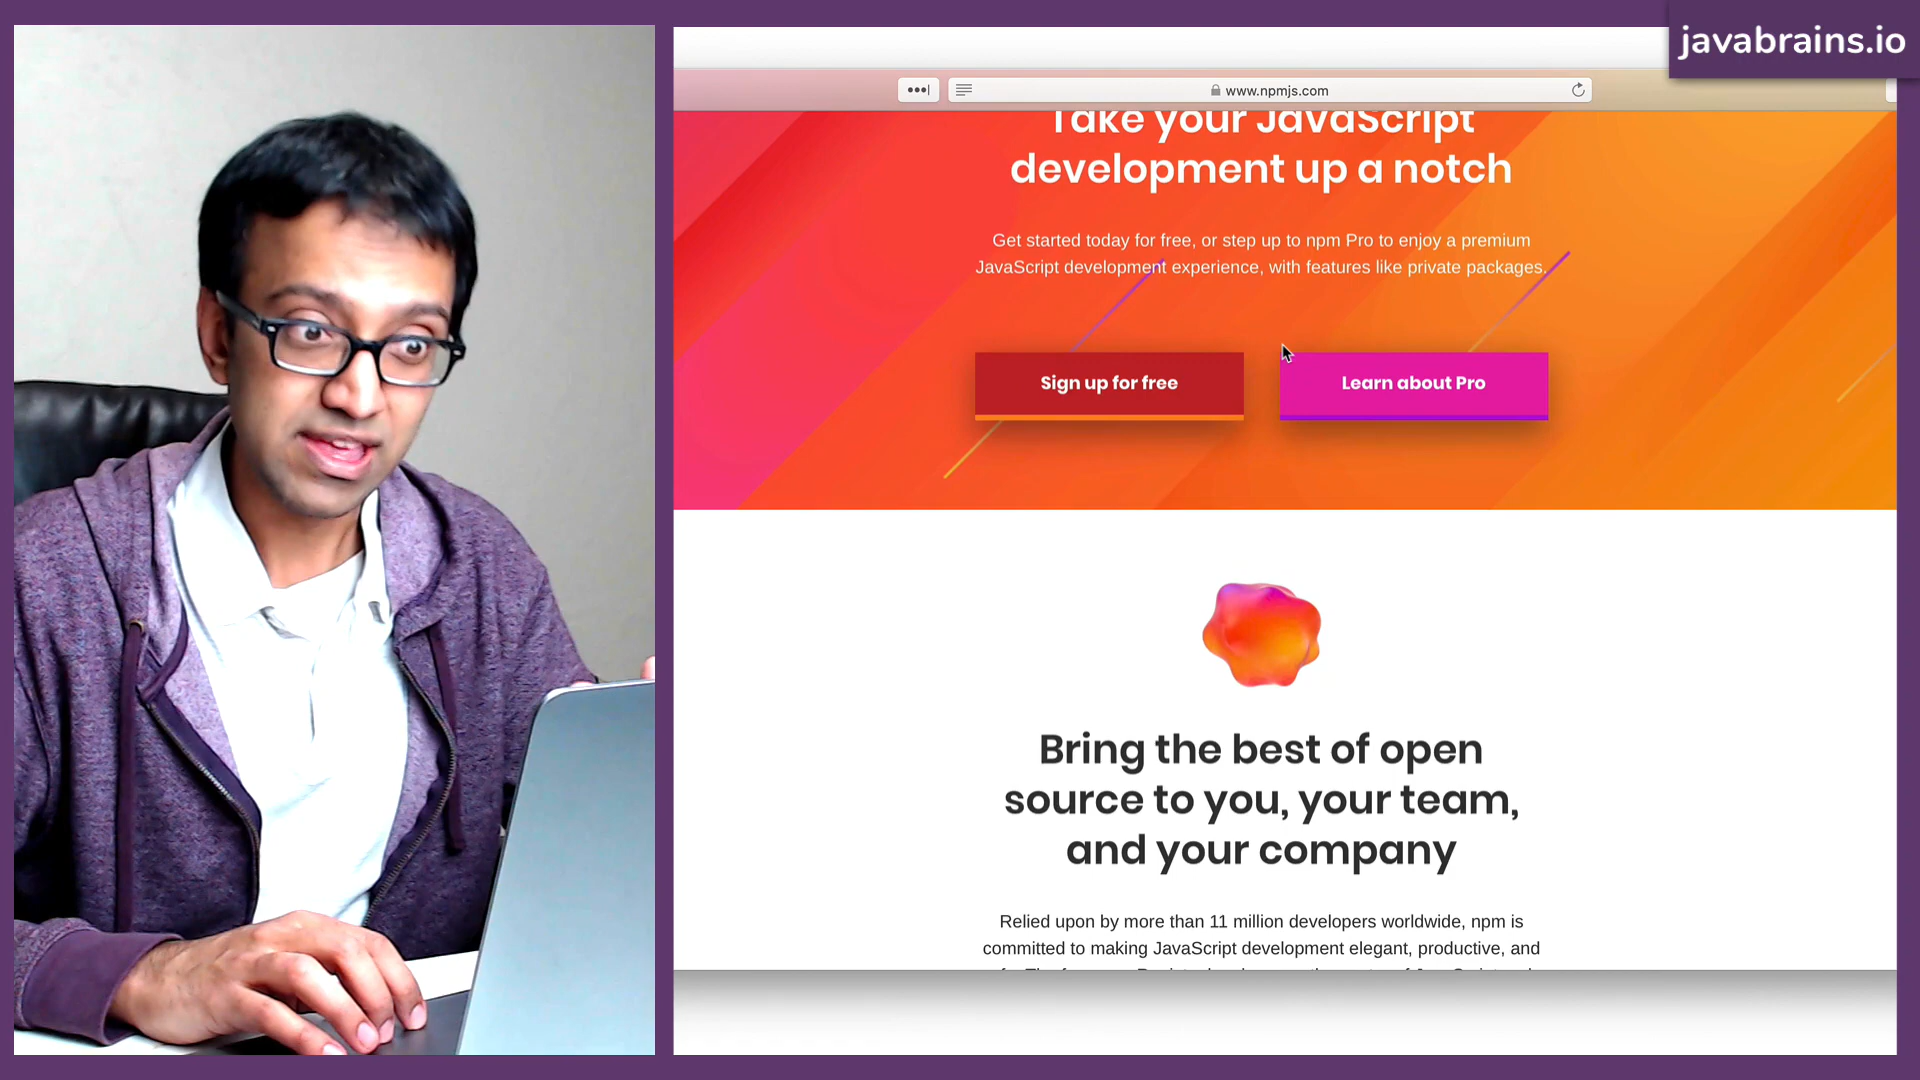 javabrains.io
www.npmjs.com
Take your JavaScript
development up a notch
Get started today for free, or step up to npm Pro to enjoy a premium
JavaScript development experience, with features like private packages.
Sign up for free
Learn about Pro
Bring the best of open
source to you, your team,
and your company
Relied upon by more than 11 million developers worldwide, npm is
committed to making JavaScript development elegant, productive, and